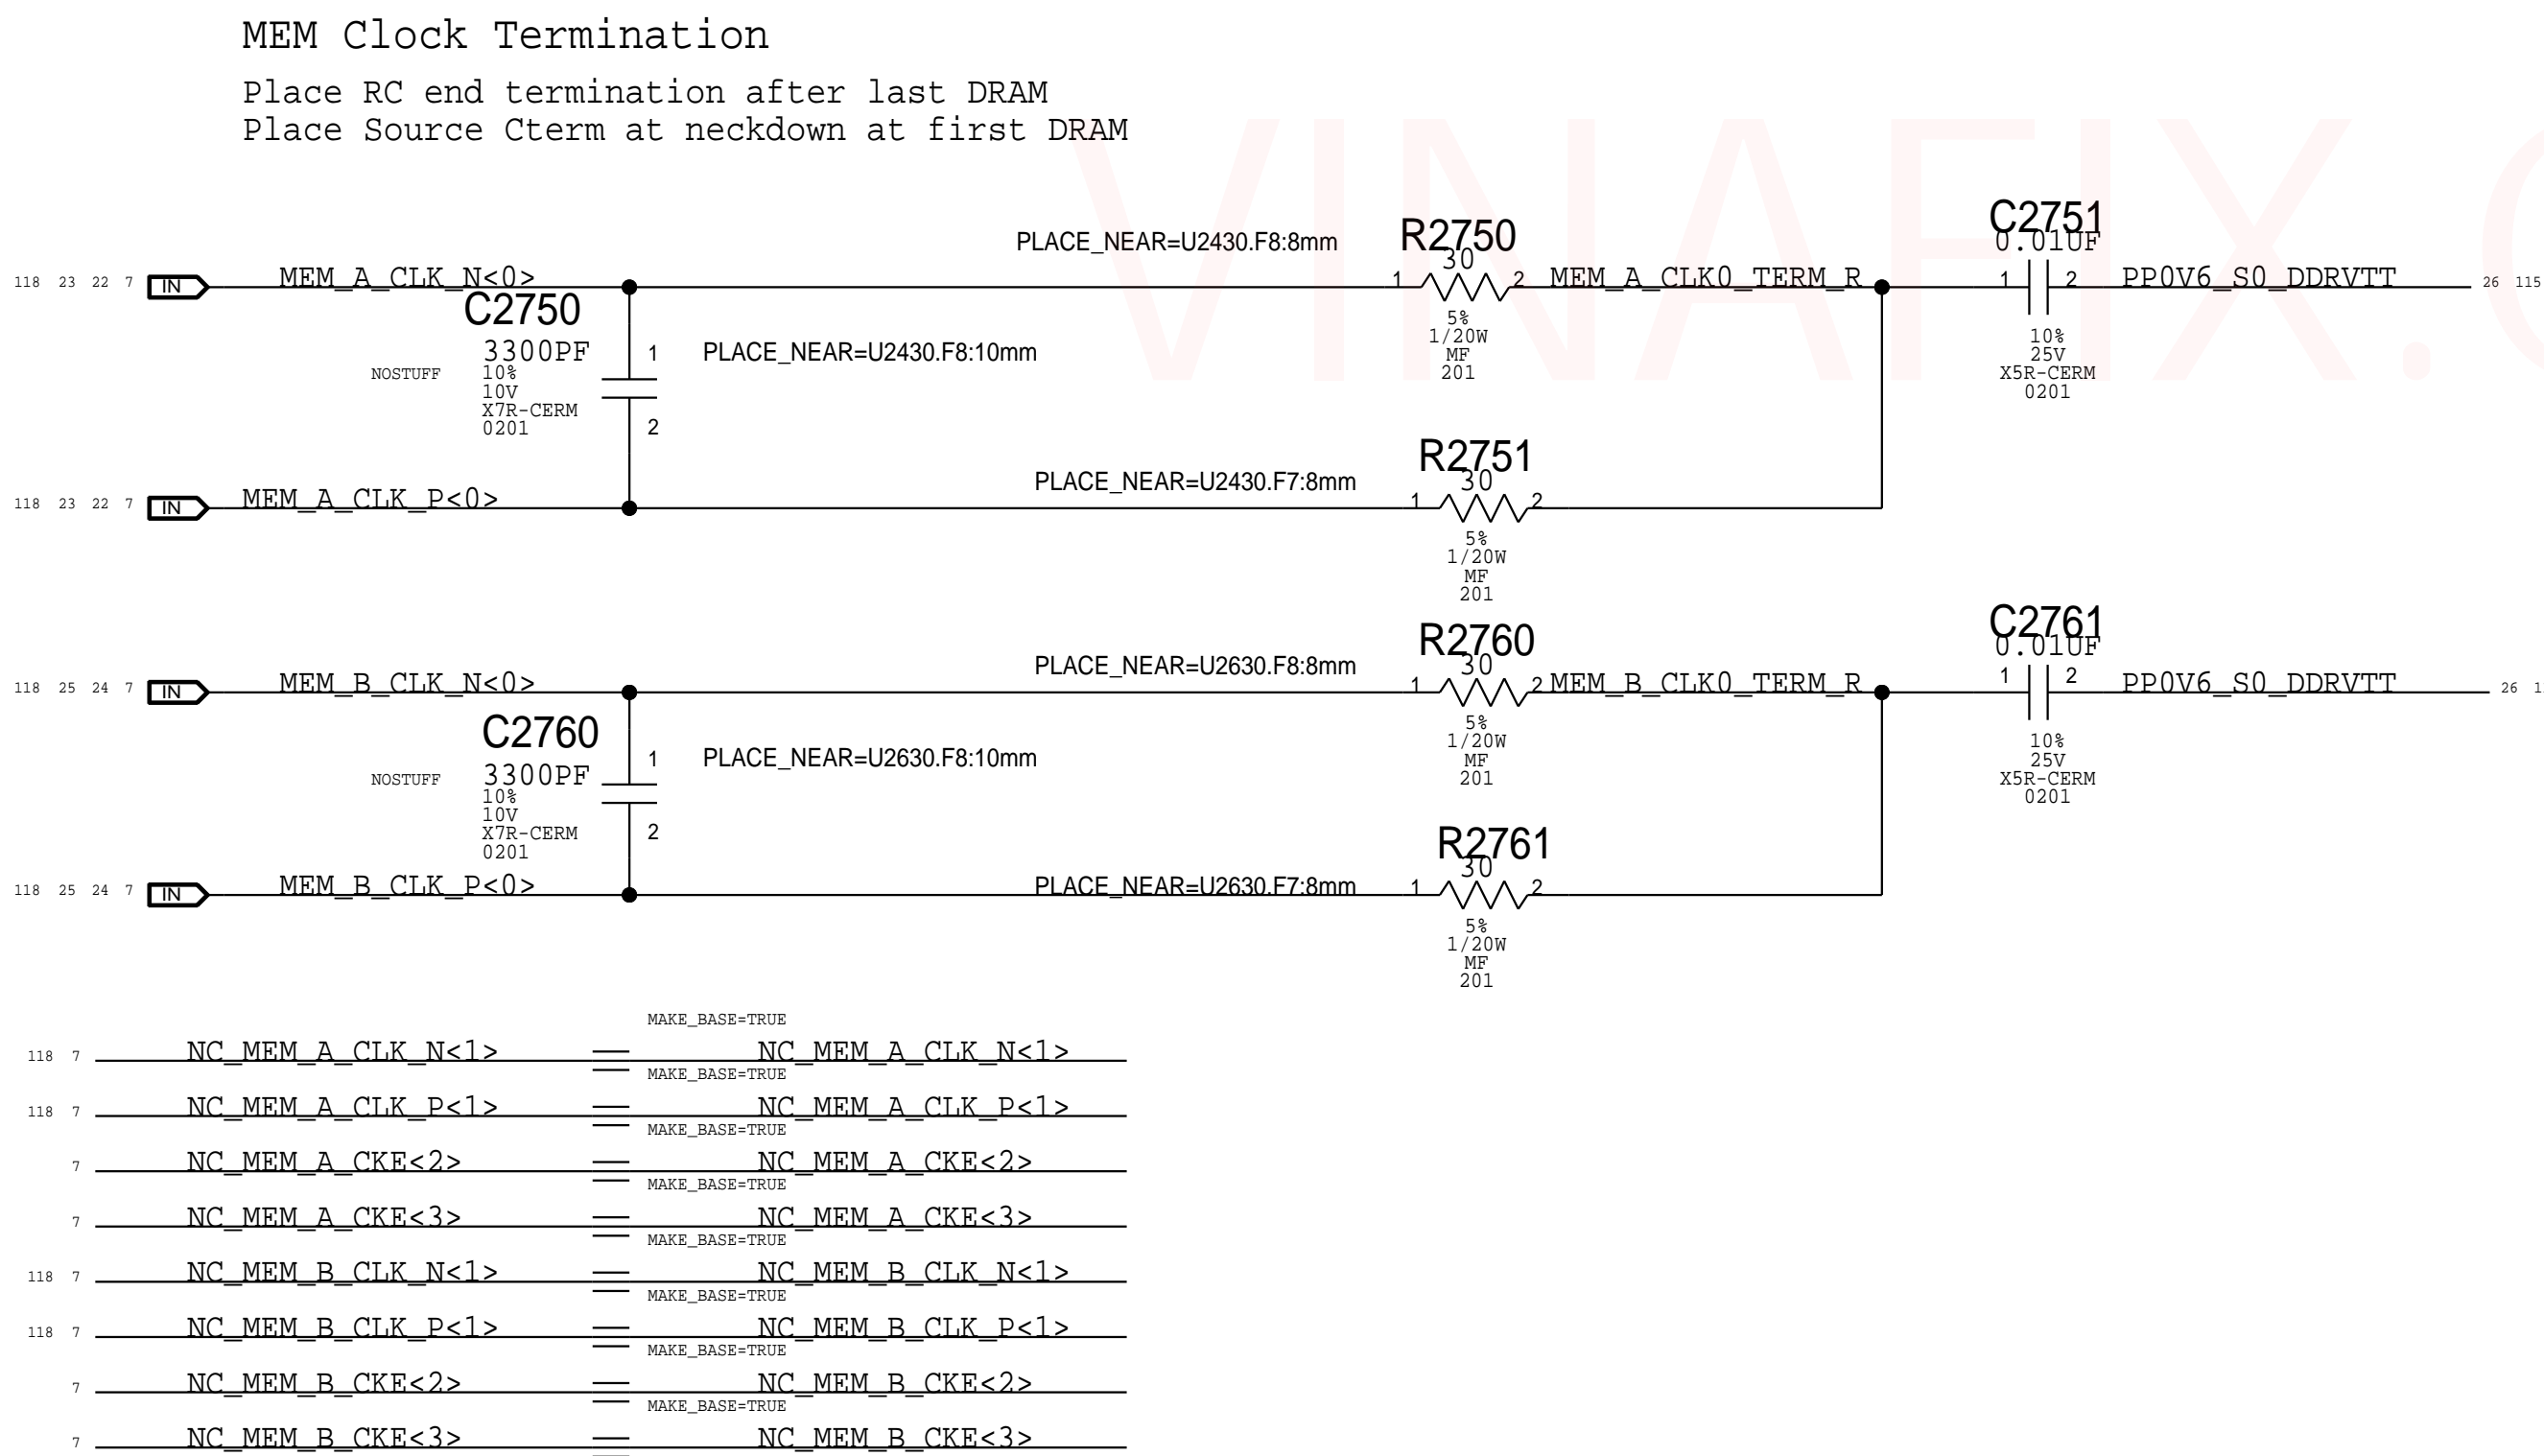 MEM Clock Termination
Place RC end termination after last DRAM
Place Source Cterm at neckdown at first DRAM
VINAFIX.
118 23 22 7 IN MEM_A_CLK_N<0>
PLACE_NEAR=U2430.F8:8mm
R2750
30
1 2
5%
1/20W
MF
201
MEM_A_CLK0_TERM_R
C2751
0.01UF
1 2
10%
25V
X5R-CERM
0201
PP0V6_S0_DDRVTT 26 115
C2750
3300PF
10%
10V
X7R-CERM
0201
NOSTUFF
1
2
PLACE_NEAR=U2430.F8:10mm
118 23 22 7 IN MEM_A_CLK_P<0>
PLACE_NEAR=U2430.F7:8mm
R2751
30
1 2
5%
1/20W
MF
201
118 25 24 7 IN MEM_B_CLK_N<0>
PLACE_NEAR=U2630.F8:8mm
R2760
30
1 2
5%
1/20W
MF
201
MEM_B_CLK0_TERM_R
C2761
0.01UF
1 2
10%
25V
X5R-CERM
0201
PP0V6_S0_DDRVTT 26
C2760
3300PF
10%
10V
X7R-CERM
0201
NOSTUFF
1
2
PLACE_NEAR=U2630.F8:10mm
118 25 24 7 IN MEM_B_CLK_P<0>
PLACE_NEAR=U2630.F7:8mm
R2761
30
1 2
5%
1/20W
MF
201
MAKE_BASE=TRUE
118 7 NC_MEM_A_CLK_N<1> NC_MEM_A_CLK_N<1>
MAKE_BASE=TRUE
118 7 NC_MEM_A_CLK_P<1> NC_MEM_A_CLK_P<1>
MAKE_BASE=TRUE
7 NC_MEM_A_CKE<2> NC_MEM_A_CKE<2>
MAKE_BASE=TRUE
7 NC_MEM_A_CKE<3> NC_MEM_A_CKE<3>
MAKE_BASE=TRUE
118 7 NC_MEM_B_CLK_N<1> NC_MEM_B_CLK_N<1>
MAKE_BASE=TRUE
118 7 NC_MEM_B_CLK_P<1> NC_MEM_B_CLK_P<1>
MAKE_BASE=TRUE
7 NC_MEM_B_CKE<2> NC_MEM_B_CKE<2>
MAKE_BASE=TRUE
7 NC_MEM_B_CKE<3> NC_MEM_B_CKE<3>